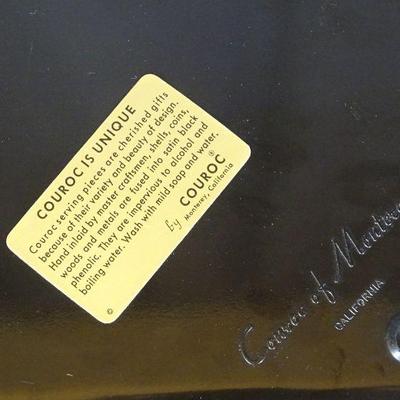 COUROC IS UNIQUE
Couroc serving pieces are cherished gifts
because of their variety and beauty of design.
Hand inlaid by master craftsmen, shells, coins,
woods and metals are fused into satin black
phenolic. They are impervious to alcohol and
boiling water. Wash with mild soap and water.
by COUROC®
Monterey, California
©
Couroc of Monterey
CALIFORNIA